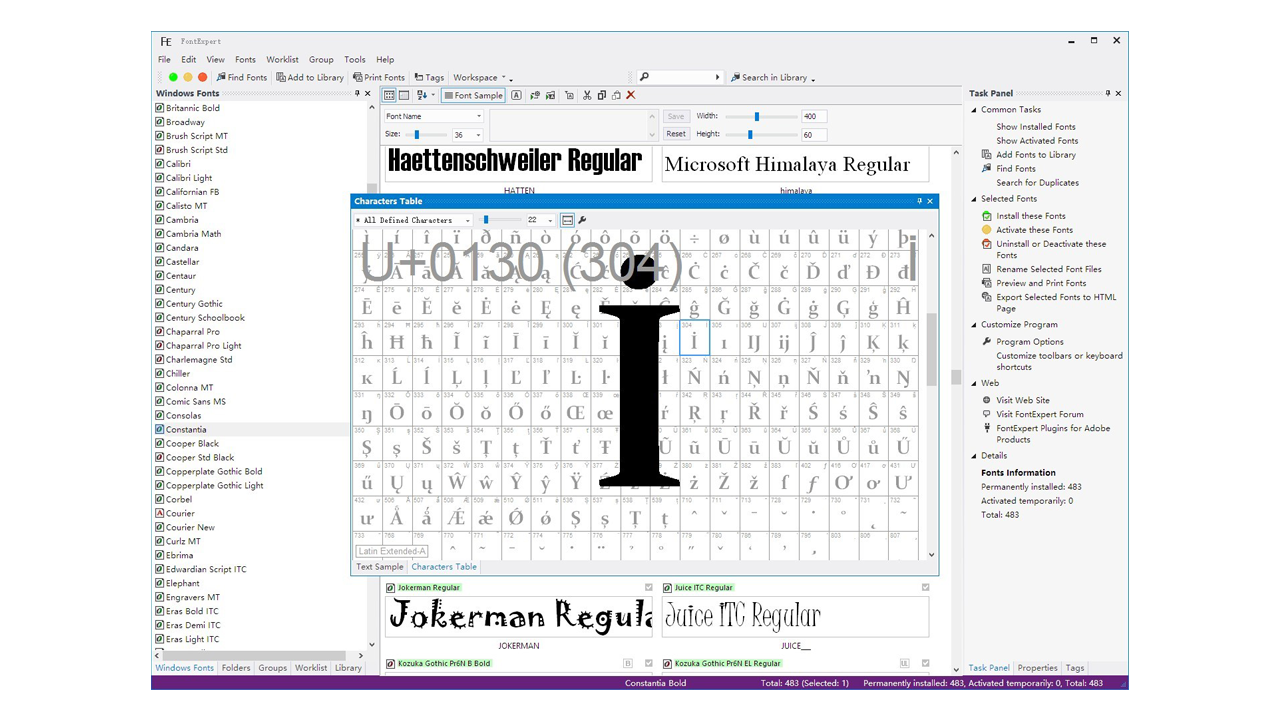 FE FontExpert
File Edit View Fonts Worklist Group Tools Help
Find Fonts Add to Library Print Fonts Tags Workspace Search in Library
Windows Fonts
Britannic Bold
Broadway
Brush Script MT
Brush Script Std
Calibri
Calibri Light
Californian FB
Calisto MT
Cambria
Cambria Math
Candara
Castellar
Centaur
Century
Century Gothic
Century Schoolbook
Chaparral Pro
Chaparral Pro Light
Charlemagne Std
Chiller
Colonna MT
Comic Sans MS
Consolas
Constantia
Cooper Black
Cooper Std Black
Copperplate Gothic Bold
Copperplate Gothic Light
Corbel
Courier
Courier New
Curlz MT
Ebrima
Edwardian Script ITC
Elephant
Engravers MT
Eras Bold ITC
Eras Demi ITC
Eras Light ITC
Windows Fonts Folders Groups Worklist Library
Font Sample
Font Name
Size: 36
Save
Reset
Width: 400
Height: 60
Haettenschweiler Regular
HATTEN
Microsoft Himalaya Regular
himalaya
Characters Table
* All Defined Characters 22
U+0130 (304) i
İ
Ē ē Ĕ ĕ Ė ė Ę ę
ĝ Ğ ğ Ġ ġ Ģ ģ Ĥ
ĥ Ħ ħ Ĩ ĩ Ī ī Ĭ ĭ
İ ı Ĳ ĳ Ĵ ĵ Ķ ķ
ĸ Ĺ ĺ Ļ ļ Ľ ľ Ŀ
ł Ń ń Ņ ņ Ň ň ŉ Ŋ
ŋ Ō ō Ŏ ŏ Ő ő Œ œ
ŕ Ŗ ŗ Ř ř Ś ś Ŝ ŝ
Ş ş Š š Ţ ţ Ť ť Ŧ
Ũ ũ Ū ū Ŭ ŭ Ů ů Ű
ű Ų ų Ŵ ŵ Ŷ ŷ Ÿ
ż Ž ž ſ ƒ Ơ ơ Ư
ư Å å Ǽ ǽ Ǿ ǿ Ș ș Ț ț
Latin Extended-A
Text Sample Characters Table
Jokerman Regular
Jokerman Regula
JOKERMAN
Juice ITC Regular
Juice ITC Regular
JUICE__
Kozuka Gothic Pr6N B Bold
Kozuka Gothic Pr6N EL Regular
Task Panel
Common Tasks
Show Installed Fonts
Show Activated Fonts
Add Fonts to Library
Find Fonts
Search for Duplicates
Selected Fonts
Install these Fonts
Activate these Fonts
Uninstall or Deactivate these
Fonts
Rename Selected Font Files
Preview and Print Fonts
Export Selected Fonts to HTML
Page
Customize Program
Program Options
Customize toolbars or keyboard
shortcuts
Web
Visit Web Site
Visit FontExpert Forum
FontExpert Plugins for Adobe
Products
Details
Fonts Information
Permanently installed: 483
Activated temporarily: 0
Total: 483
Task Panel Properties Tags
Constantia Bold Total: 483 (Selected: 1) Permanently installed: 483, Activated temporarily: 0, Total: 483